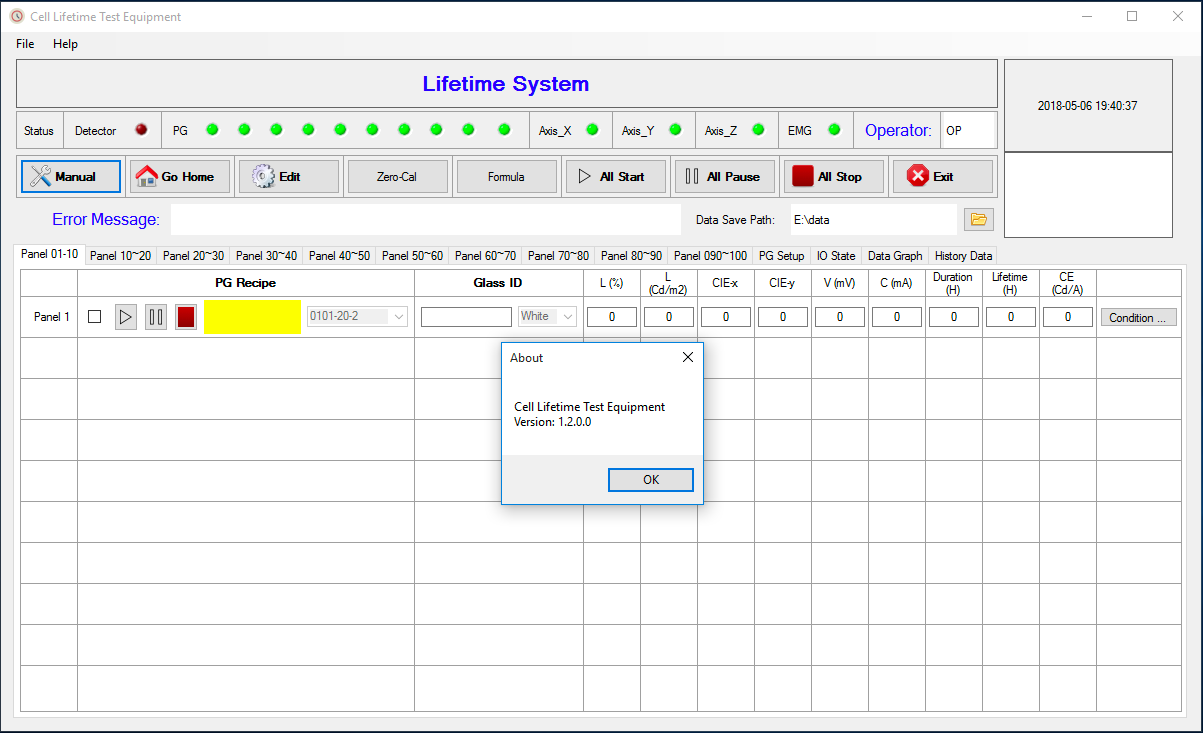 Cell Lifetime Test Equipment
File Help
Lifetime System
2018-05-06 19:40:37
Status Detector PG Axis_X Axis_Y Axis_Z EMG Operator: OP
Manual Go Home Edit Zero-Cal Formula All Start All Pause All Stop Exit
Error Message: Data Save Path: E:\data
Panel 01-10 Panel 10~20 Panel 20~30 Panel 30~40 Panel 40~50 Panel 50~60 Panel 60~70 Panel 70~80 Panel 80~90 Panel 090~100 PG Setup IO State Data Graph History Data
PG Recipe Glass ID L (%) L (Cd/m2) CIE-x CIE-y V (mV) C (mA) Duration (H) Lifetime (H) CE (Cd/A)
Panel 1 0101-20-2 White 0 0 0 0 0 0 0 0 0 Condition ...
About
Cell Lifetime Test Equipment
Version: 1.2.0.0
OK